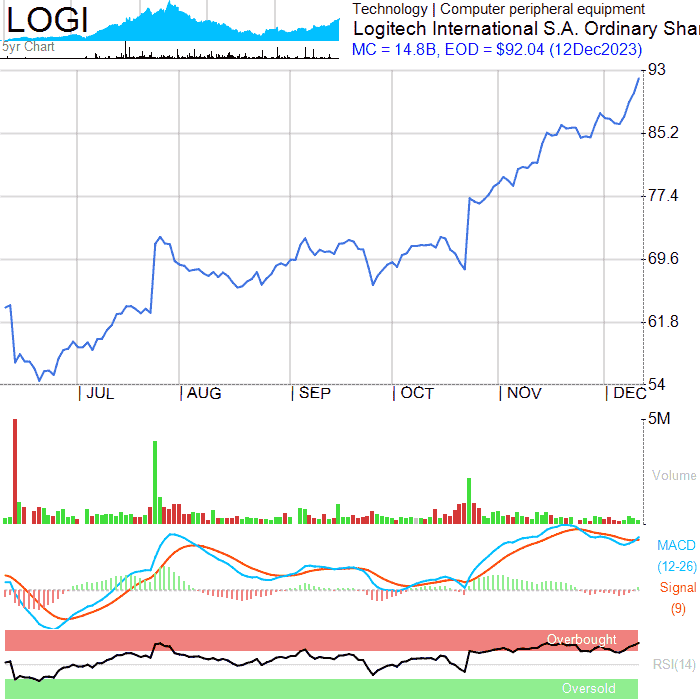 LOGI
5yr Chart
Technology | Computer peripheral equipment
Logitech International S.A. Ordinary Shar
MC = 14.8B, EOD = $92.04 (12Dec2023)
93
85.2
77.4
69.6
61.8
54
| JUL | AUG | SEP | OCT | NOV | DEC
5M
Volume
MACD
(12-26)
Signal
(9)
Overbought
RSI(14)
Oversold